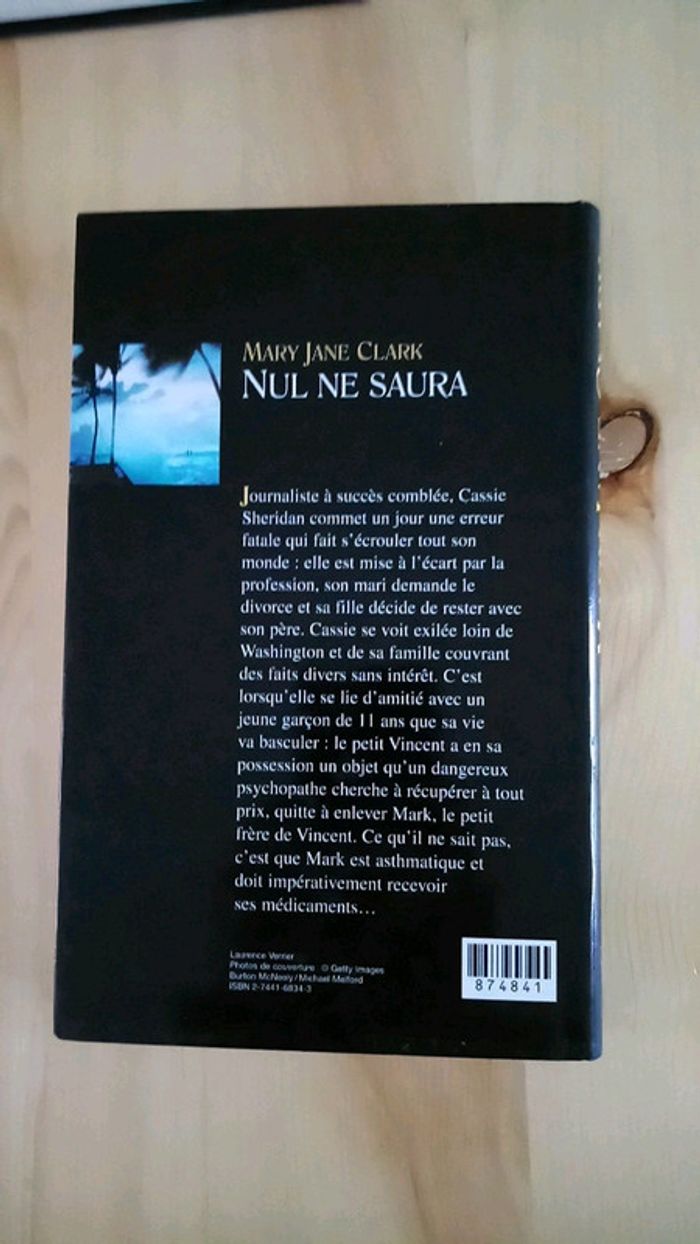 MARY JANE CLARK
NUL NE SAURA
Journaliste à succès comblée, Cassie
Sheridan commet un jour une erreur
fatale qui fait s'écrouler tout son
monde : elle est mise à l'écart par la
profession, son mari demande le
divorce et sa fille décide de rester avec
son père. Cassie se voit exilée loin de
Washington et de sa famille couvrant
des faits divers sans intérêt. C'est
lorsqu'elle se lie d'amitié avec un
jeune garçon de 11 ans que sa vie
va basculer : le petit Vincent a en sa
possession un objet qu'un dangereux
psychopathe cherche à récupérer à tout
prix, quitte à enlever Mark, le petit
frère de Vincent. Ce qu'il ne sait pas,
c'est que Mark est asthmatique et
doit impérativement recevoir
ses médicaments…
Laurence Verner
Photos de couverture © Getty Images
Burton McNeely / Michael Melford
ISBN 2-7441-6834-3
874841